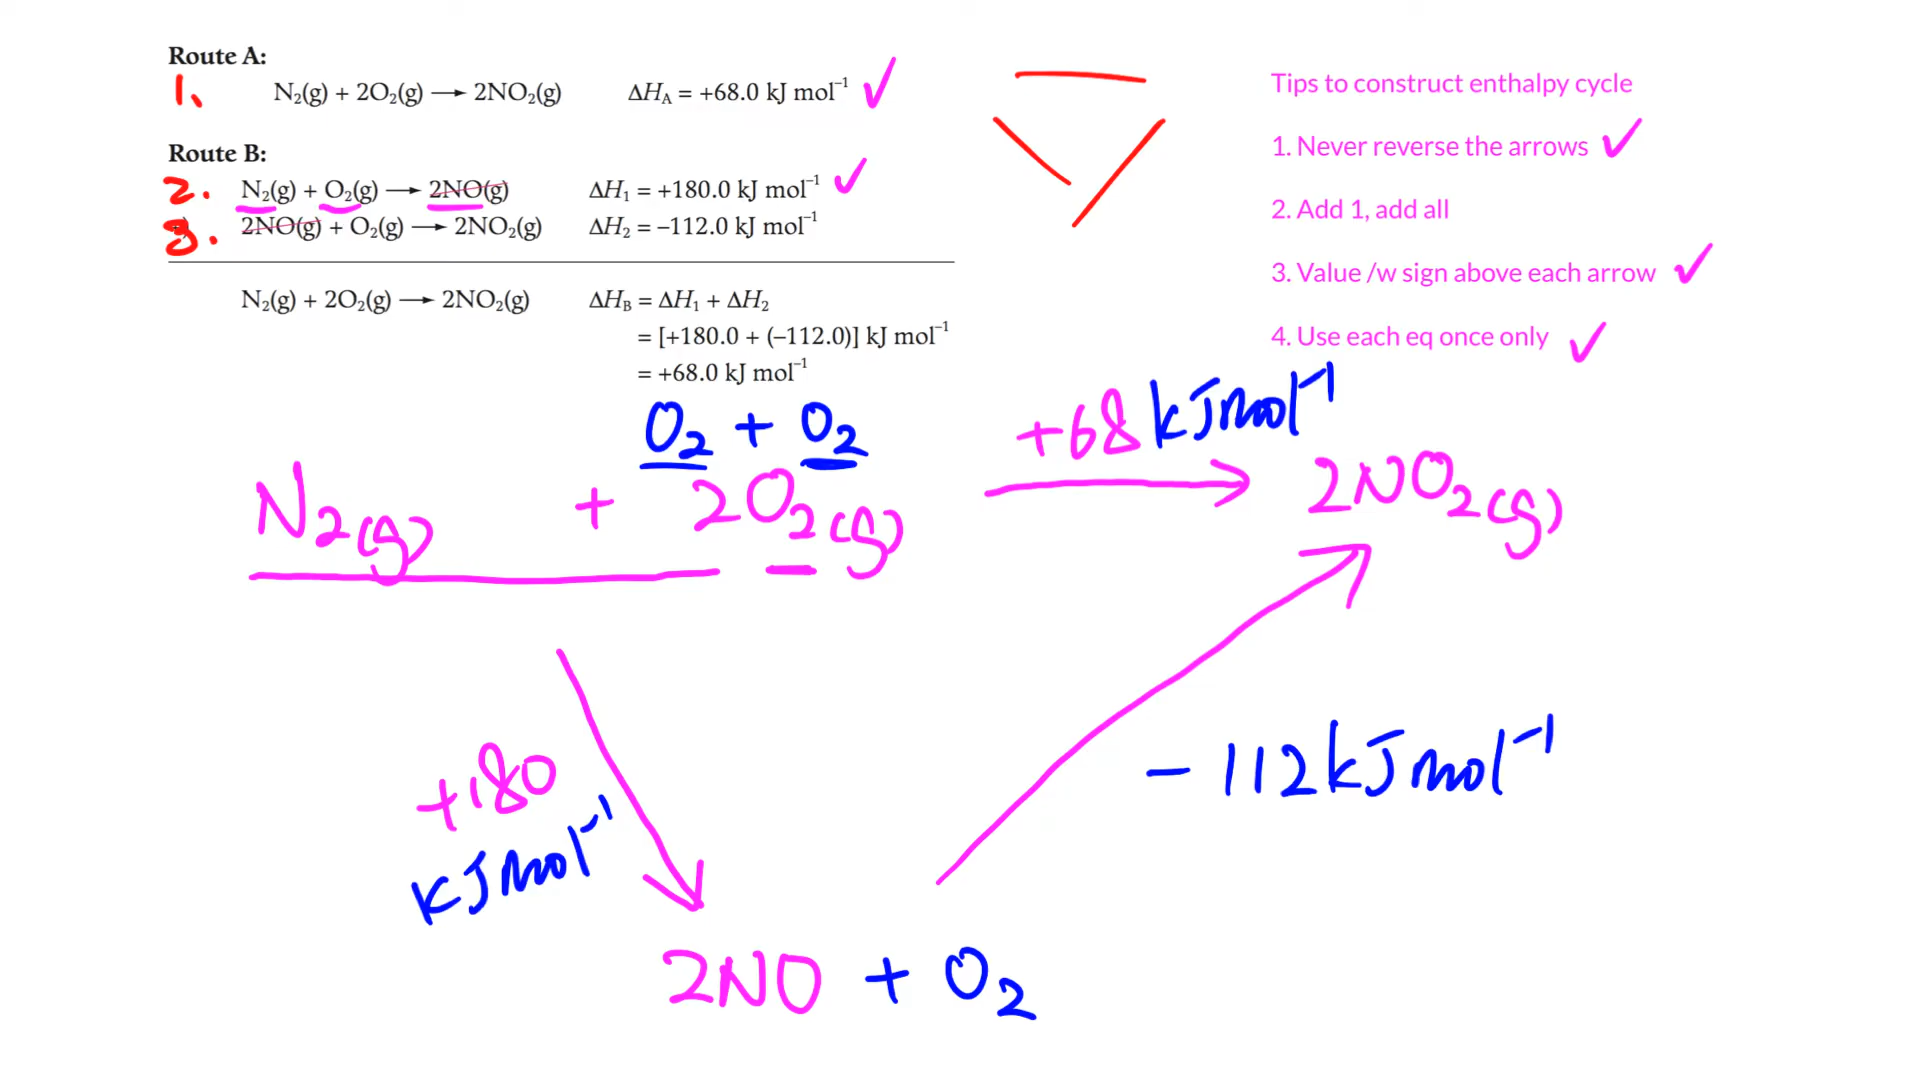 Route A:
1. N₂(g) + 2O₂(g) ⟶ 2NO₂(g) ΔH_A = +68.0 kJ mol⁻¹ ✓
Route B:
2. N₂(g) + O₂(g) ⟶ 2NO(g) ΔH₁ = +180.0 kJ mol⁻¹ ✓
3. 2NO(g) + O₂(g) ⟶ 2NO₂(g) ΔH₂ = –112.0 kJ mol⁻¹
N₂(g) + 2O₂(g) ⟶ 2NO₂(g) ΔH_B = ΔH₁ + ΔH₂
= [+180.0 + (–112.0)] kJ mol⁻¹
= +68.0 kJ mol⁻¹
Tips to construct enthalpy cycle
1. Never reverse the arrows ✓
2. Add 1, add all
3. Value /w sign above each arrow ✓
4. Use each eq once only ✓
O₂ + O₂
+68 kJmol⁻¹
N₂(g) + 2O₂(g) ⟶ 2NO₂(g)
+180
kJmol⁻¹
-112kJmol⁻¹
2NO + O₂